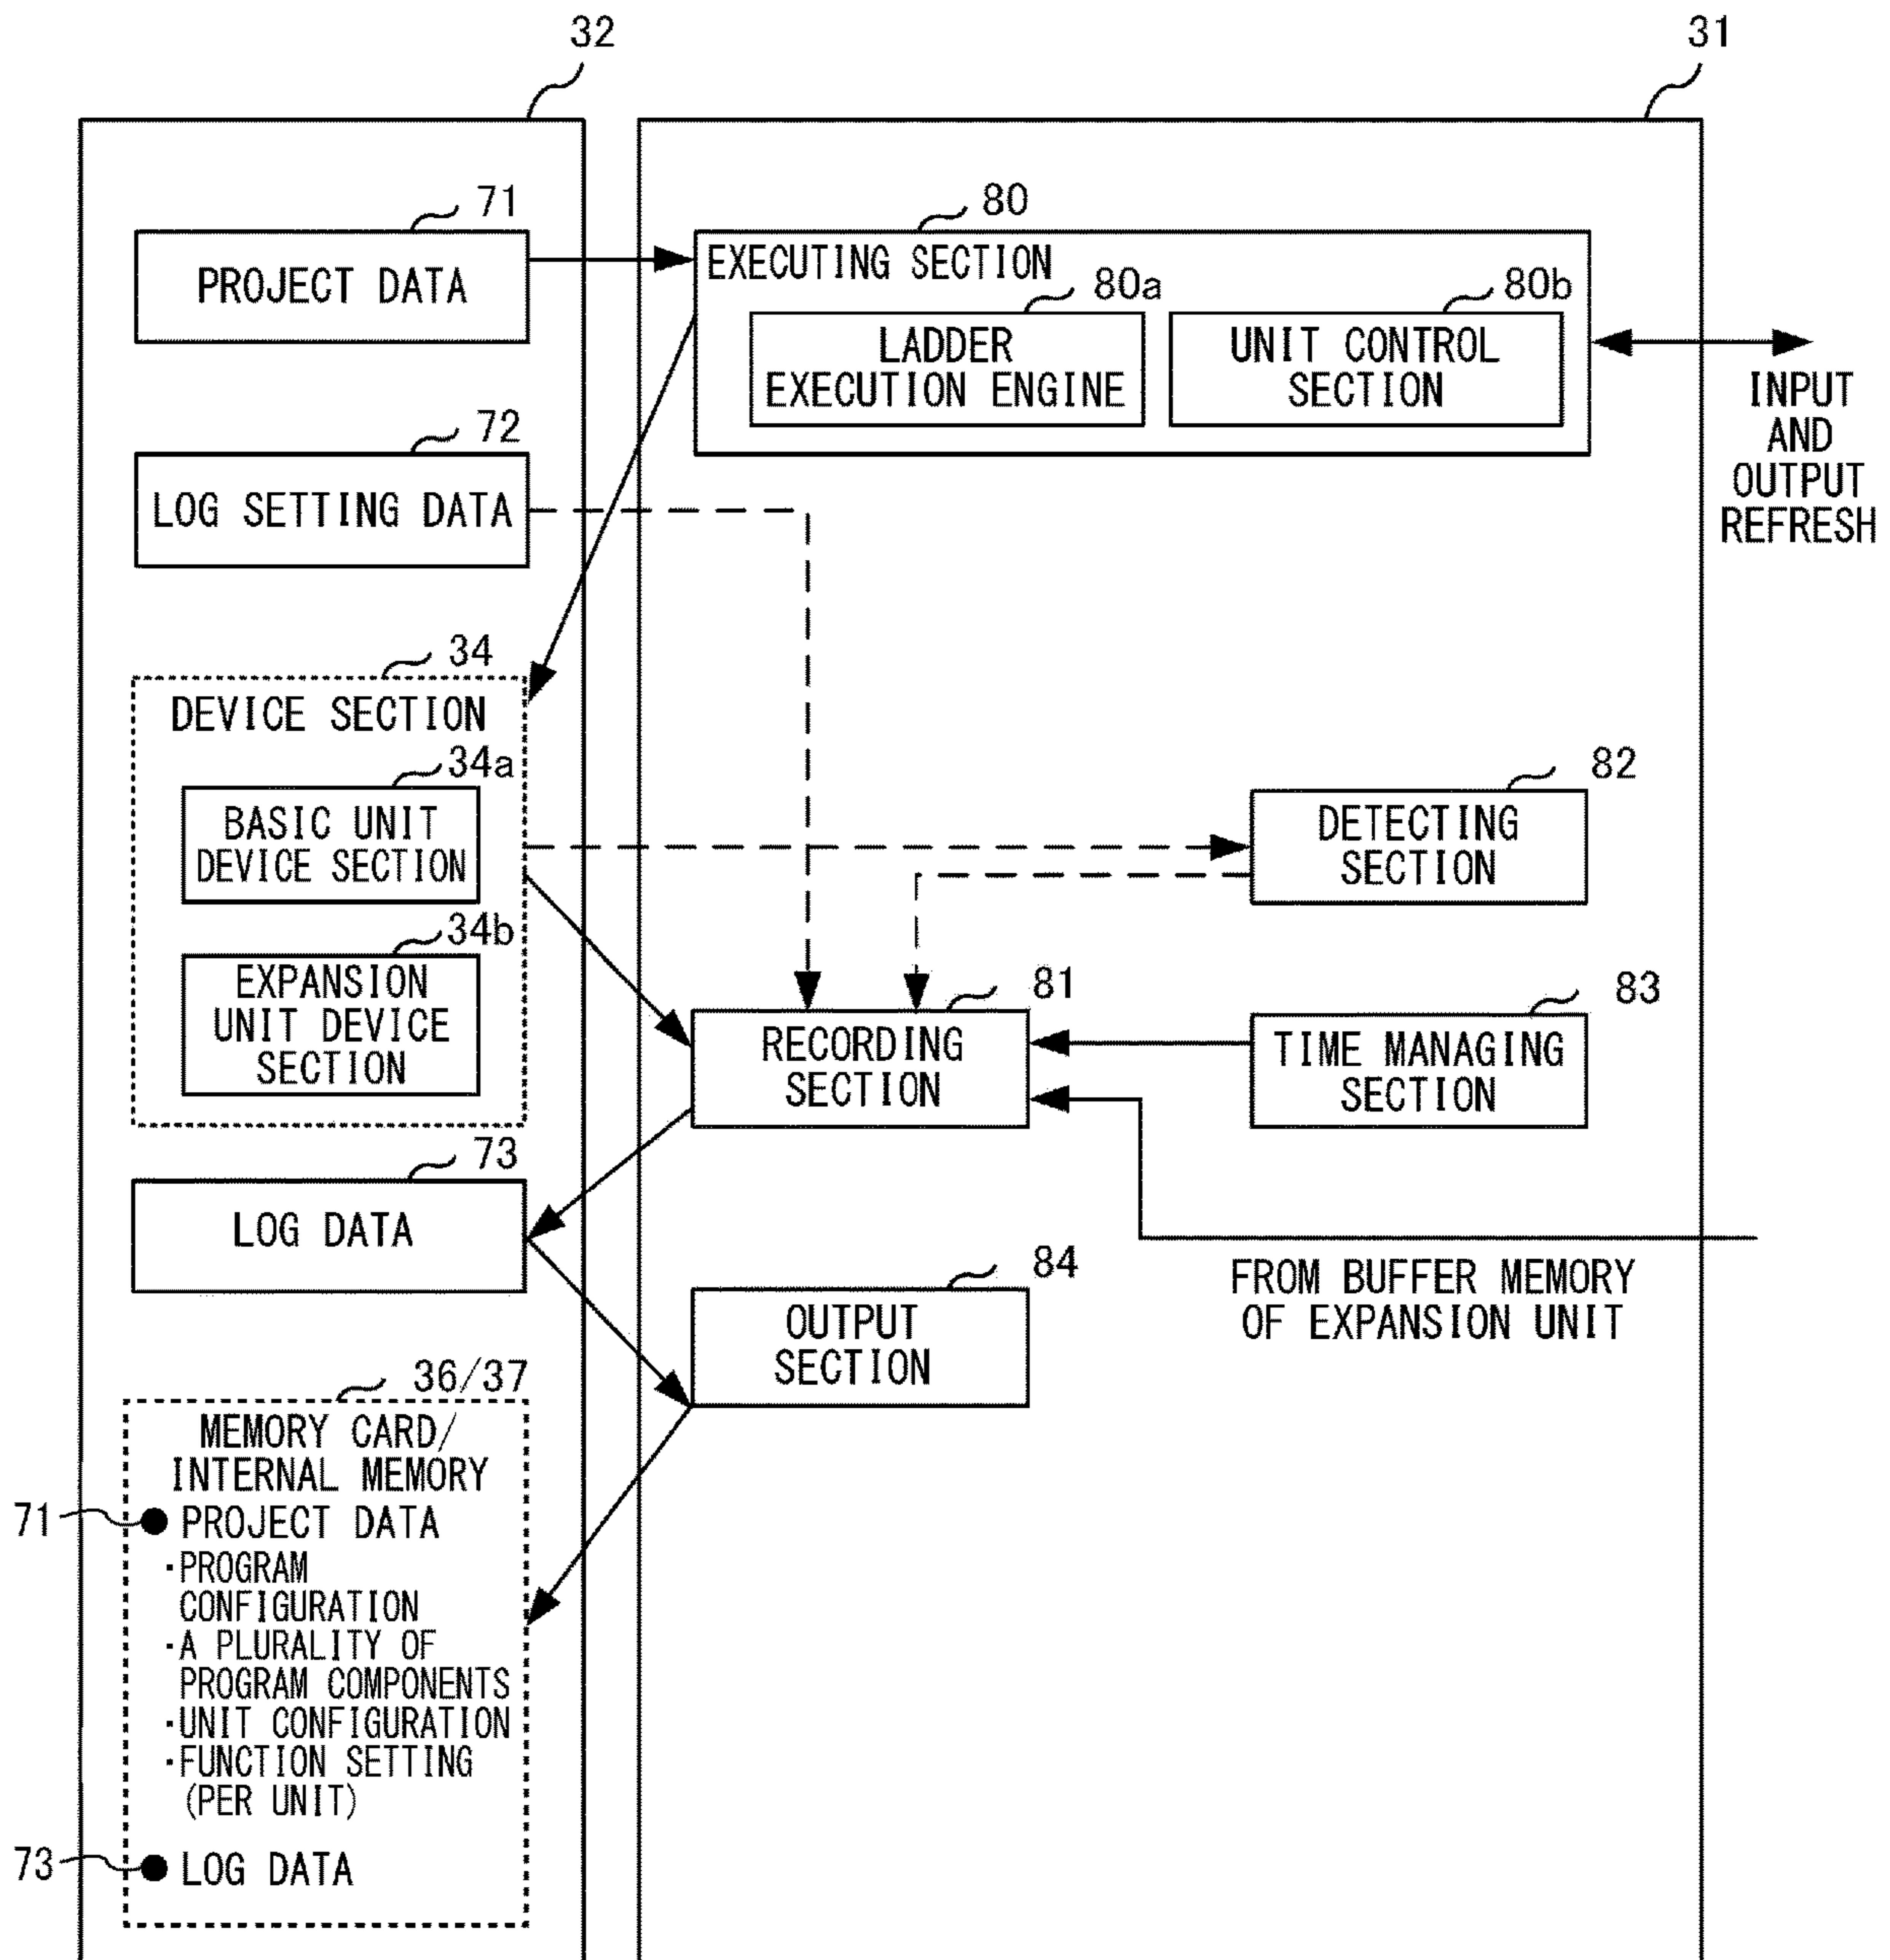 32
31
71
PROJECT DATA
80
EXECUTING SECTION
80a
LADDER
EXECUTION ENGINE
80b
UNIT CONTROL
SECTION
INPUT
AND
OUTPUT
REFRESH
72
LOG SETTING DATA
34
DEVICE SECTION
34a
BASIC UNIT
DEVICE SECTION
34b
EXPANSION
UNIT DEVICE
SECTION
82
DETECTING
SECTION
81
RECORDING
SECTION
83
TIME MANAGING
SECTION
73
LOG DATA
FROM BUFFER MEMORY
OF EXPANSION UNIT
84
OUTPUT
SECTION
36/37
MEMORY CARD/
INTERNAL MEMORY
71
● PROJECT DATA
·PROGRAM
CONFIGURATION
·A PLURALITY OF
PROGRAM COMPONENTS
·UNIT CONFIGURATION
·FUNCTION SETTING
(PER UNIT)
73
● LOG DATA